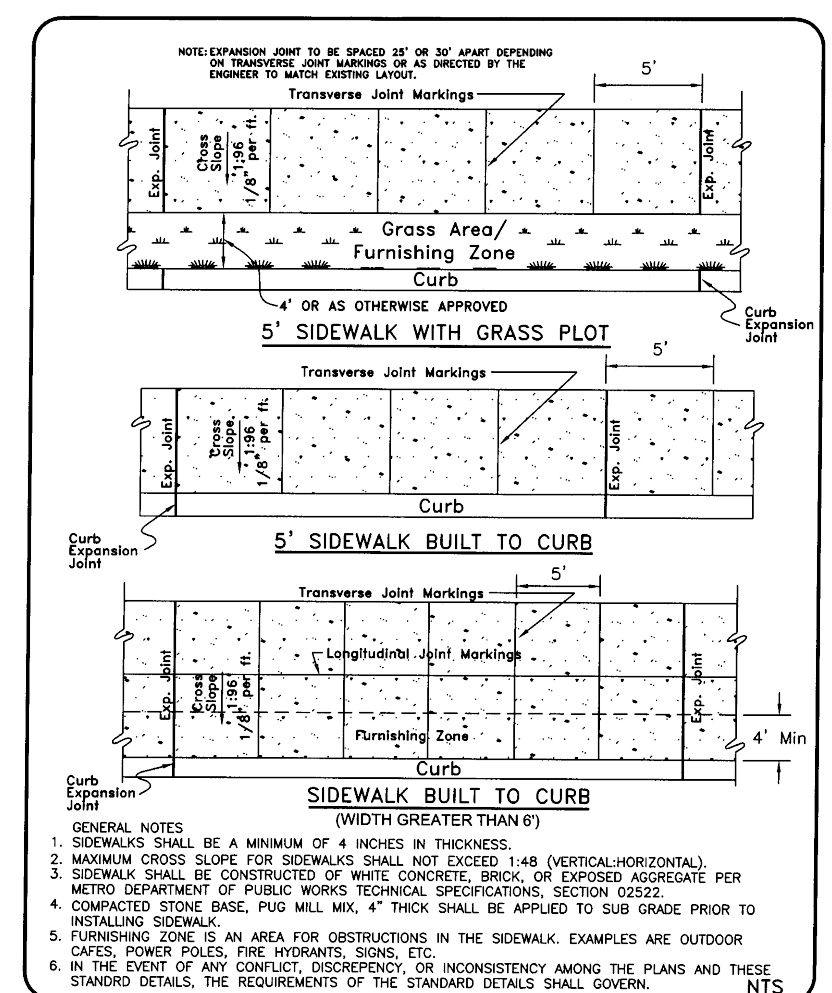 NOTE: EXPANSION JOINT TO BE SPACED 25' OR 30' APART DEPENDING
ON TRANSVERSE JOINT MARKINGS OR AS DIRECTED BY THE
ENGINEER TO MATCH EXISTING LAYOUT.
5'
Transverse Joint Markings
Exp. Joint
Cross
Slope
1:96
1/8" per ft.
Exp. Joint
Grass Area/
Furnishing Zone
Curb
4' OR AS OTHERWISE APPROVED
Curb
Expansion
Joint
5' SIDEWALK WITH GRASS PLOT
5'
Transverse Joint Markings
Exp. Joint
Cross
Slope
1:96
1/8" per ft.
Exp. Joint
Curb
Curb
Expansion
Joint
5' SIDEWALK BUILT TO CURB
5'
Transverse Joint Markings
Longitudinal Joint Markings
Exp. Joint
Cross
Slope
1:96
1/8" per ft.
Exp. Joint
Furnishing Zone
4' Min
Curb
Curb
Expansion
Joint
SIDEWALK BUILT TO CURB
(WIDTH GREATER THAN 6')
GENERAL NOTES
1. SIDEWALKS SHALL BE A MINIMUM OF 4 INCHES IN THICKNESS.
2. MAXIMUM CROSS SLOPE FOR SIDEWALKS SHALL NOT EXCEED 1:48 (VERTICAL:HORIZONTAL).
3. SIDEWALK SHALL BE CONSTRUCTED OF WHITE CONCRETE, BRICK, OR EXPOSED AGGREGATE PER
METRO DEPARTMENT OF PUBLIC WORKS TECHNICAL SPECIFICATIONS, SECTION 02522.
4. COMPACTED STONE BASE, PUG MILL MIX, 4" THICK SHALL BE APPLIED TO SUB GRADE PRIOR TO
INSTALLING SIDEWALK.
5. FURNISHING ZONE IS AN AREA FOR OBSTRUCTIONS IN THE SIDEWALK. EXAMPLES ARE OUTDOOR
CAFES, POWER POLES, FIRE HYDRANTS, SIGNS, ETC.
6. IN THE EVENT OF ANY CONFLICT, DISCREPENCY, OR INCONSISTENCY AMONG THE PLANS AND THESE
STANDRD DETAILS, THE REQUIREMENTS OF THE STANDARD DETAILS SHALL GOVERN.
NTS